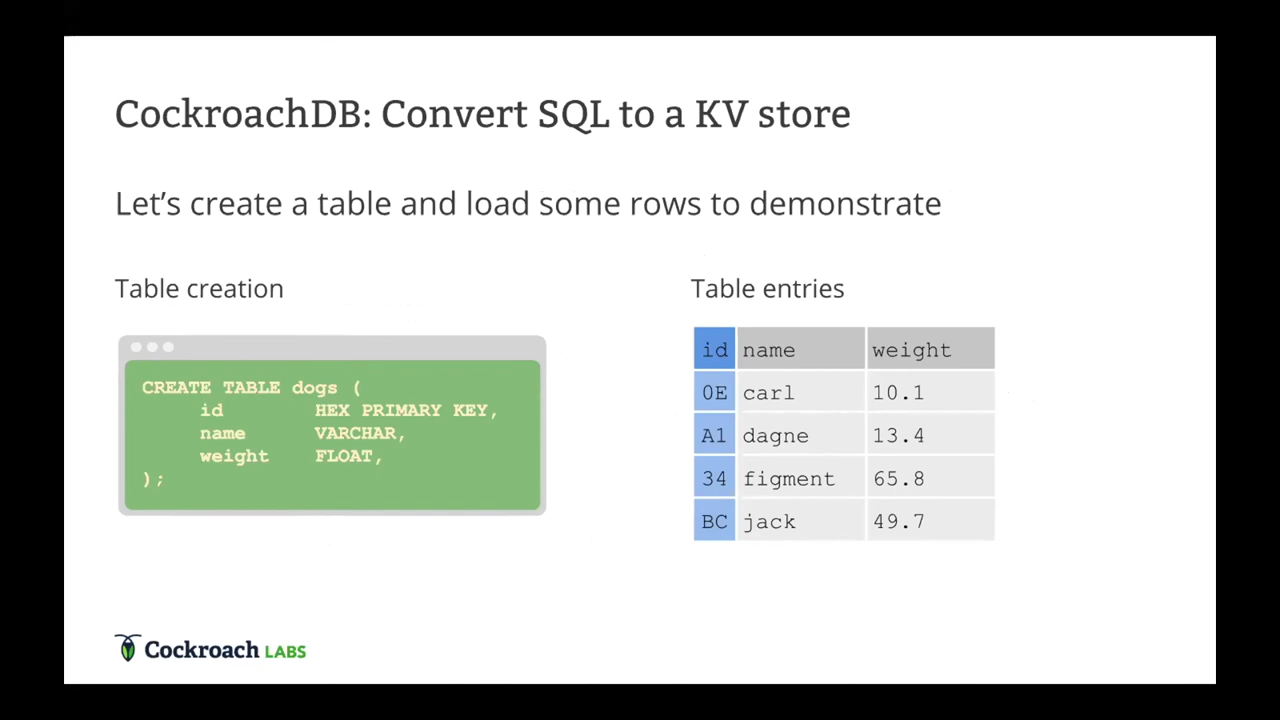 CockroachDB: Convert SQL to a KV store
Let’s create a table and load some rows to demonstrate
Table creation
CREATE TABLE dogs (
id HEX PRIMARY KEY,
name VARCHAR,
weight FLOAT,
);
Table entries
id name weight
0E carl 10.1
A1 dagne 13.4
34 figment 65.8
BC jack 49.7
Cockroach LABS